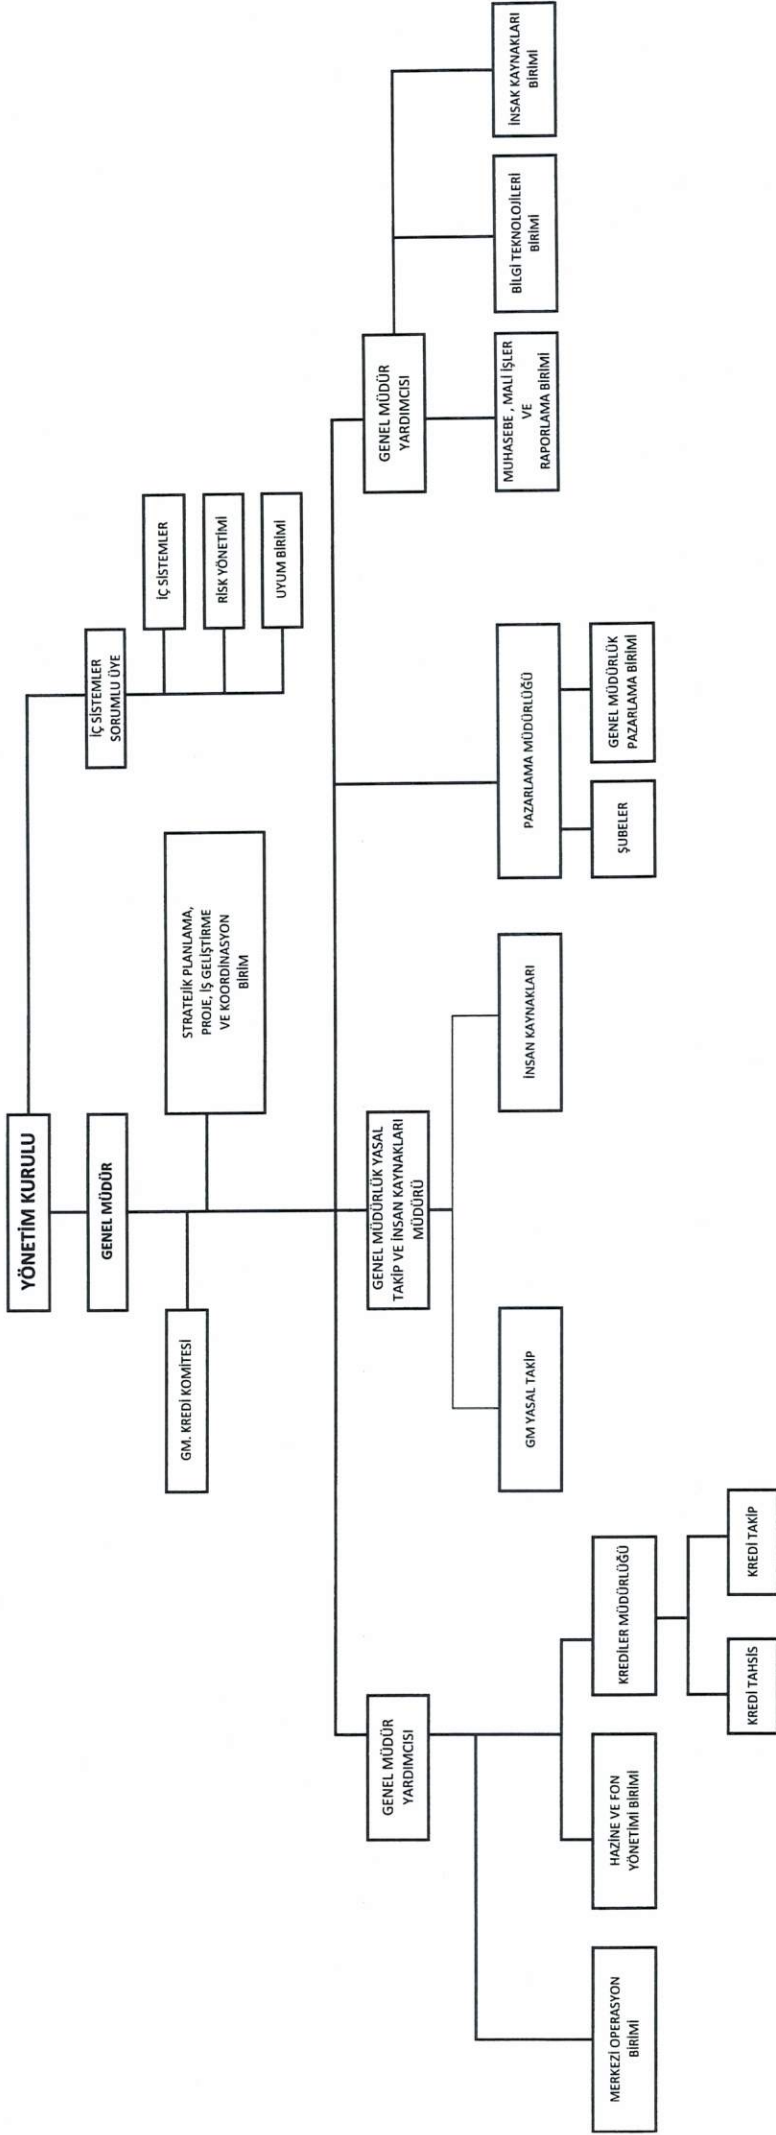 YÖNETİM KURULU
GENEL MÜDÜR
İÇ SİSTEMLER
SORUMLU ÜYE
İÇ SİSTEMLER
RİSK YÖNETİMİ
UYUM BİRİMİ
GM. KREDİ KOMİTESİ
STRATEJİK PLANLAMA,
PROJE, İŞ GELİŞTİRME
VE KOORDİNASYON
BİRİM
GENEL MÜDÜR
YARDIMCISI
GENEL MÜDÜRLÜK YASAL
TAKİP VE İNSAN KAYNAKLARI
MÜDÜRÜ
PAZARLAMA MÜDÜRLÜĞÜ
GENEL MÜDÜR
YARDIMCISI
MERKEZİ OPERASYON
BİRİMİ
HAZİNE VE FON
YÖNETİMİ BİRİMİ
KREDİLER MÜDÜRLÜĞÜ
KREDİ TAHSİS
KREDİ TAKİP
GM YASAL TAKİP
İNSAN KAYNAKLARI
ŞUBELER
GENEL MÜDÜRLÜK
PAZARLAMA BİRİMİ
MUHASEBE , MALİ İŞLER
VE
RAPORLAMA BİRİMİ
BİLGİ TEKNOLOJİLERİ
BİRİMİ
İNSAK KAYNAKLARI
BİRİMİ